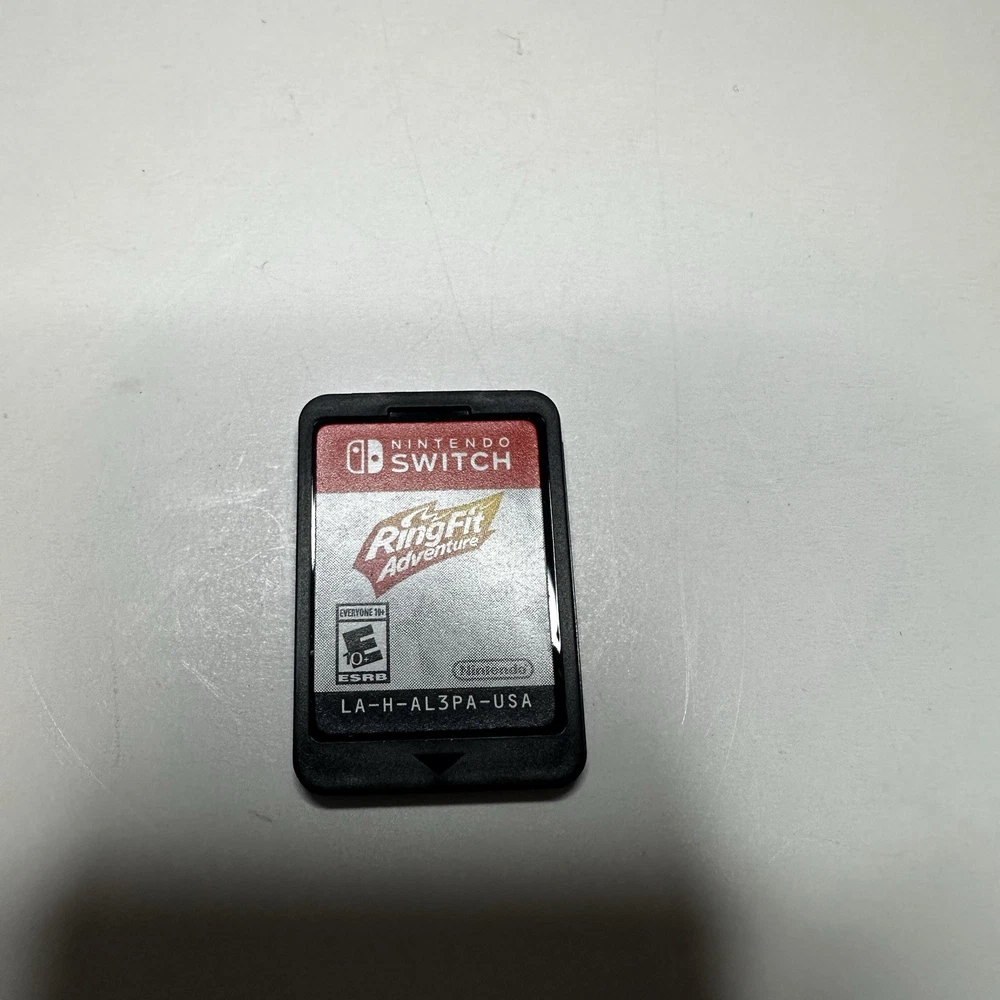 NINTENDO
SWITCH
RingFit
Adventure
EVERYONE 10+
E
10+
ESRB
Nintendo
LA-H-AL3PA-USA